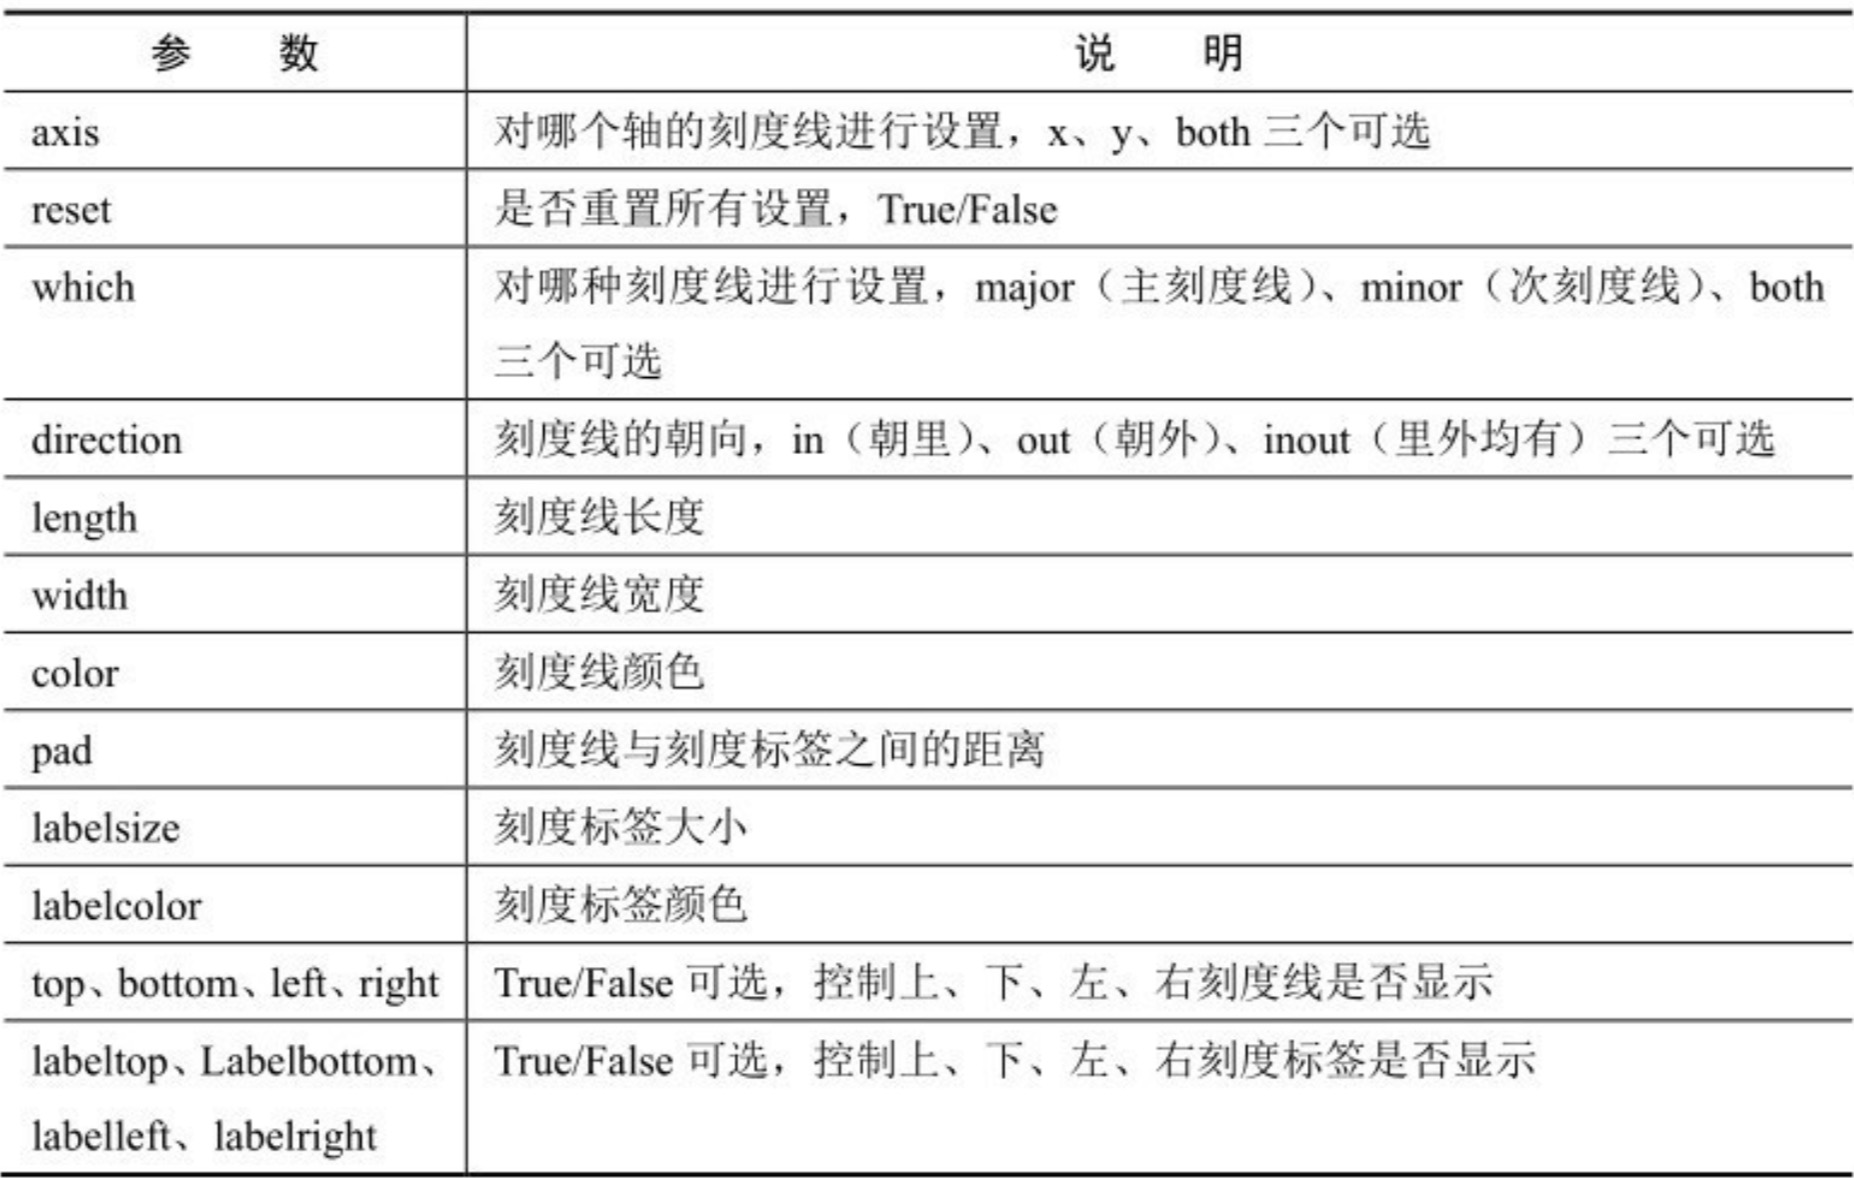 参 数 说 明
axis 对哪个轴的刻度线进行设置，x、y、both 三个可选
reset 是否重置所有设置，True/False
which 对哪种刻度线进行设置，major（主刻度线）、minor（次刻度线）、both
三个可选
direction 刻度线的朝向，in（朝里）、out（朝外）、inout（里外均有）三个可选
length 刻度线长度
width 刻度线宽度
color 刻度线颜色
pad 刻度线与刻度标签之间的距离
labelsize 刻度标签大小
labelcolor 刻度标签颜色
top、bottom、left、right True/False 可选，控制上、下、左、右刻度线是否显示
labeltop、Labelbottom、 True/False 可选，控制上、下、左、右刻度标签是否显示
labelleft、labelright